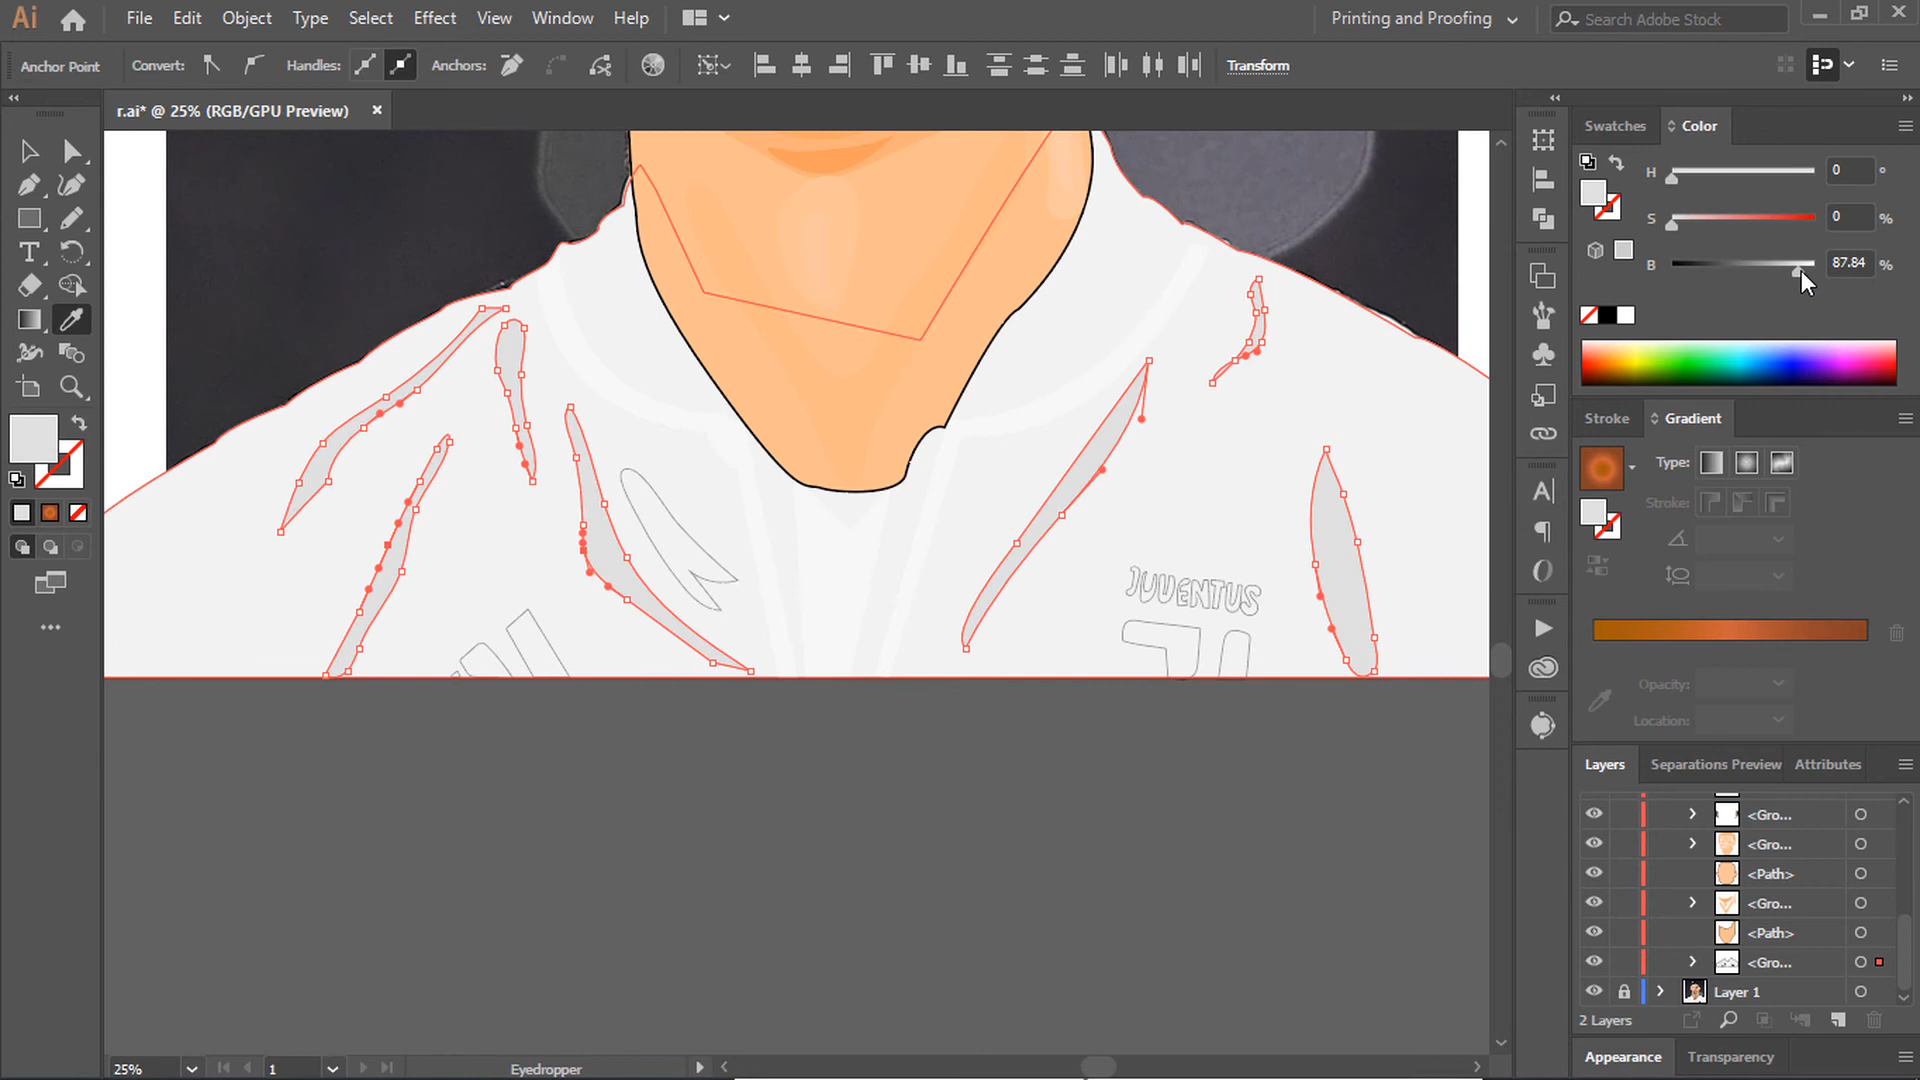 Ai File Edit Object Type Select Effect View Window Help Printing and Proofing Search Adobe Stock
Anchor Point Convert: Handles: Anchors: Transform
r.ai* @ 25% (RGB/GPU Preview)
Swatches Color
H 0 °
S 0 %
B 87.84 %
Stroke Gradient
Type:
Stroke:
Opacity:
Location:
JUVENTUS
Layers Separations Preview Attributes
<Gro...
<Gro...
<Path>
<Gro...
<Path>
<Gro...
Layer 1
2 Layers
Appearance Transparency
25% 1 Eyedropper